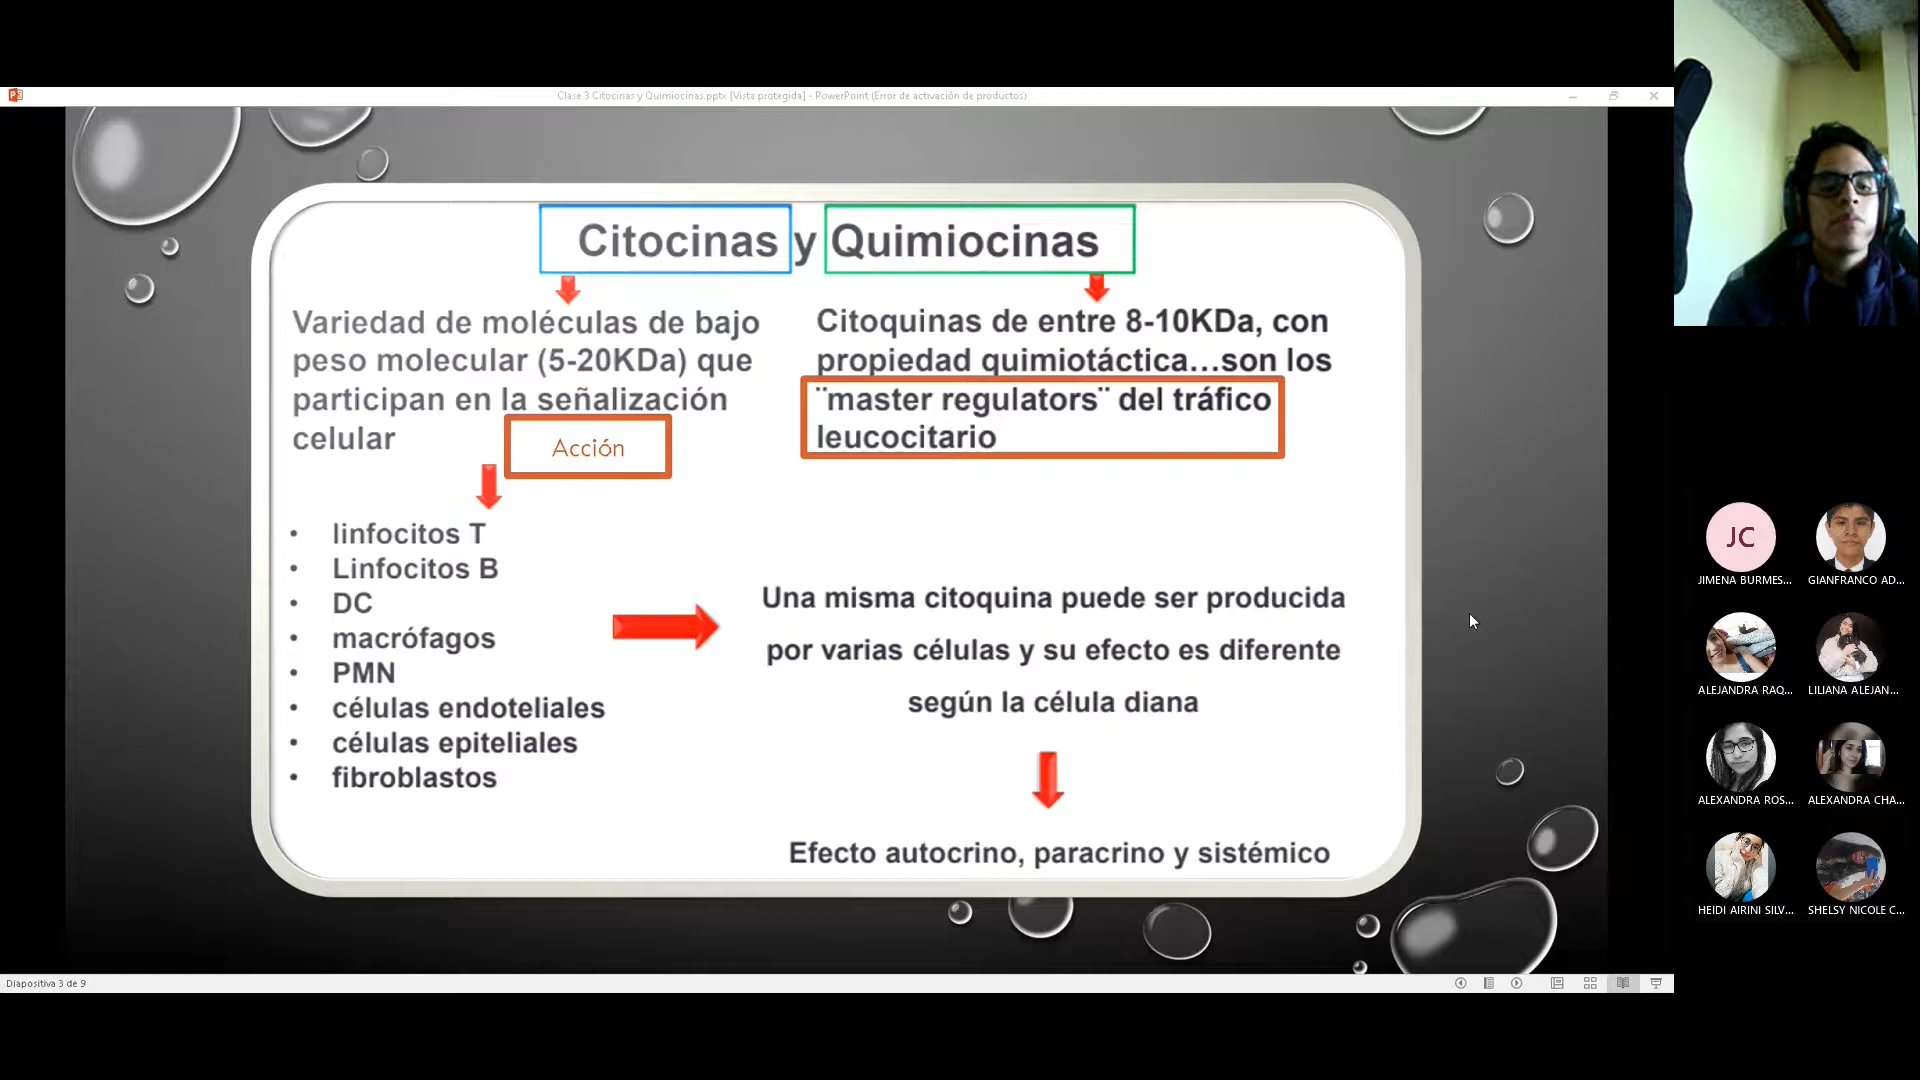 Clase 3 Citocinas y Quimiocinas.pptx [Vista protegida] - PowerPoint (Error de activación de productos)
Citocinas y Quimiocinas
Variedad de moléculas de bajo
peso molecular (5-20KDa) que
participan en la señalización
celular
Acción
Citoquinas de entre 8-10KDa, con
propiedad quimiotáctica...son los
¨master regulators¨ del tráfico
leucocitario
• linfocitos T
• Linfocitos B
• DC
• macrófagos
• PMN
• células endoteliales
• células epiteliales
• fibroblastos
Una misma citoquina puede ser producida
por varias células y su efecto es diferente
según la célula diana
Efecto autocrino, paracrino y sistémico
Diapositiva 3 de 9
JC
JIMENA BURMES...
GIANFRANCO AD...
ALEJANDRA RAQ...
LILIANA ALEJAN...
ALEXANDRA ROS...
ALEXANDRA CHA...
HEIDI AIRINI SILV...
SHELSY NICOLE C...